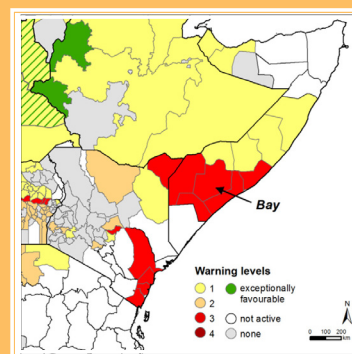 Bay
Warning levels
1
2
3
4
exceptionally
favourable
not active
none
N
0 100 200
km